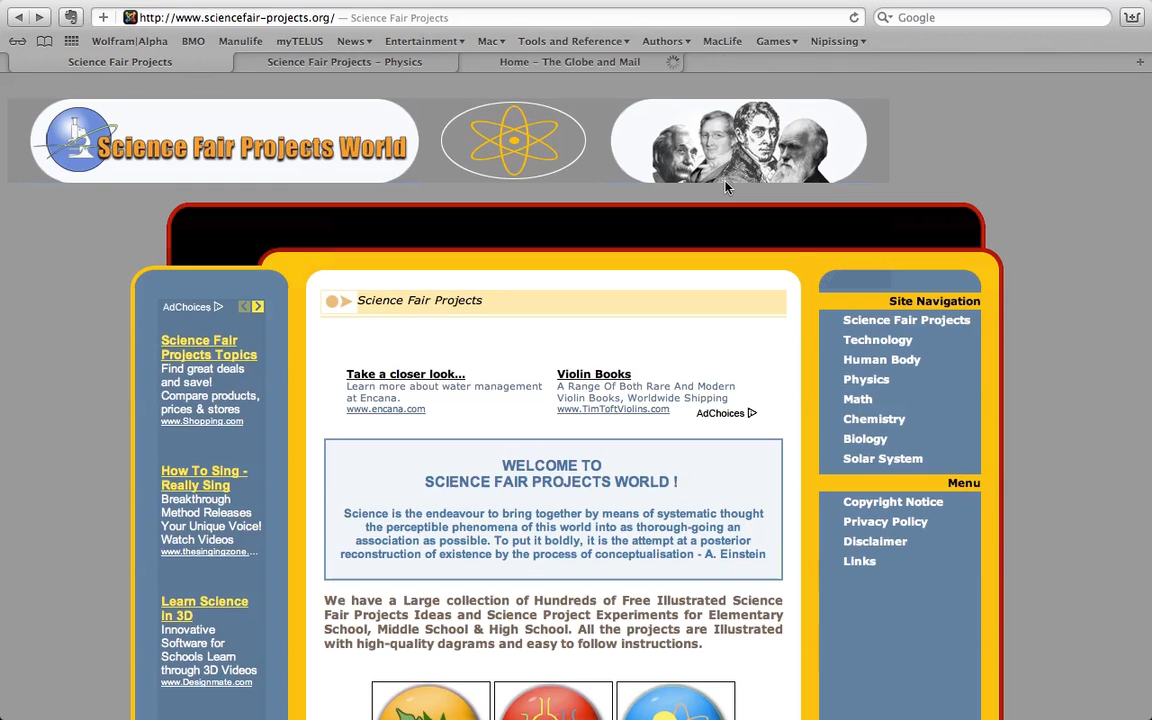 http://www.sciencefair-projects.org/ — Science Fair Projects
Google
Wolfram|Alpha BMO Manulife myTELUS News▾ Entertainment▾ Mac▾ Tools and Reference▾ Authors▾ MacLife Games▾ Nipissing▾
Science Fair Projects
Science Fair Projects – Physics
Home – The Globe and Mail
Science Fair Projects World
AdChoices
Science Fair
Projects Topics
Find great deals
and save!
Compare products,
prices & stores
www.Shopping.com
How To Sing -
Really Sing
Breakthrough
Method Releases
Your Unique Voice!
Watch Videos
www.thesingingzone....
Learn Science
in 3D
Innovative
Software for
Schools Learn
through 3D Videos
www.Designmate.com
Science Fair Projects
Take a closer look...
Learn more about water management
at Encana.
www.encana.com
Violin Books
A Range Of Both Rare And Modern
Violin Books, Worldwide Shipping
www.TimToftViolins.com
AdChoices
WELCOME TO
SCIENCE FAIR PROJECTS WORLD !
Science is the endeavour to bring together by means of systematic thought
the perceptible phenomena of this world into as thorough-going an
association as possible. To put it boldly, it is the attempt at a posterior
reconstruction of existence by the process of conceptualisation - A. Einstein
We have a Large collection of Hundreds of Free Illustrated Science
Fair Projects Ideas and Science Project Experiments for Elementary
School, Middle School & High School. All the projects are Illustrated
with high-quality dagrams and easy to follow instructions.
Site Navigation
Science Fair Projects
Technology
Human Body
Physics
Math
Chemistry
Biology
Solar System
Menu
Copyright Notice
Privacy Policy
Disclaimer
Links